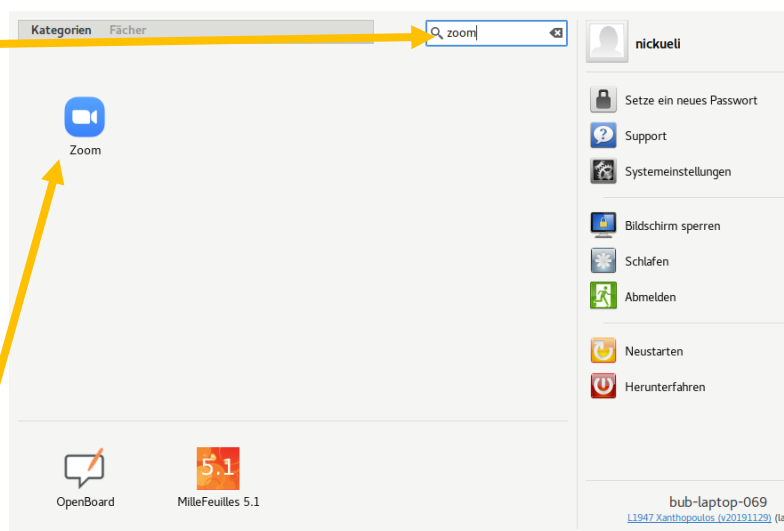 Kategorien Fächer
zoom
Zoom
OpenBoard
5.1
MilleFeuilles 5.1
nickueli
Setze ein neues Passwort
Support
Systemeinstellungen
Bildschirm sperren
Schlafen
Abmelden
Neustarten
Herunterfahren
bub-laptop-069
L1947 Xanthopoulos (v20191129)